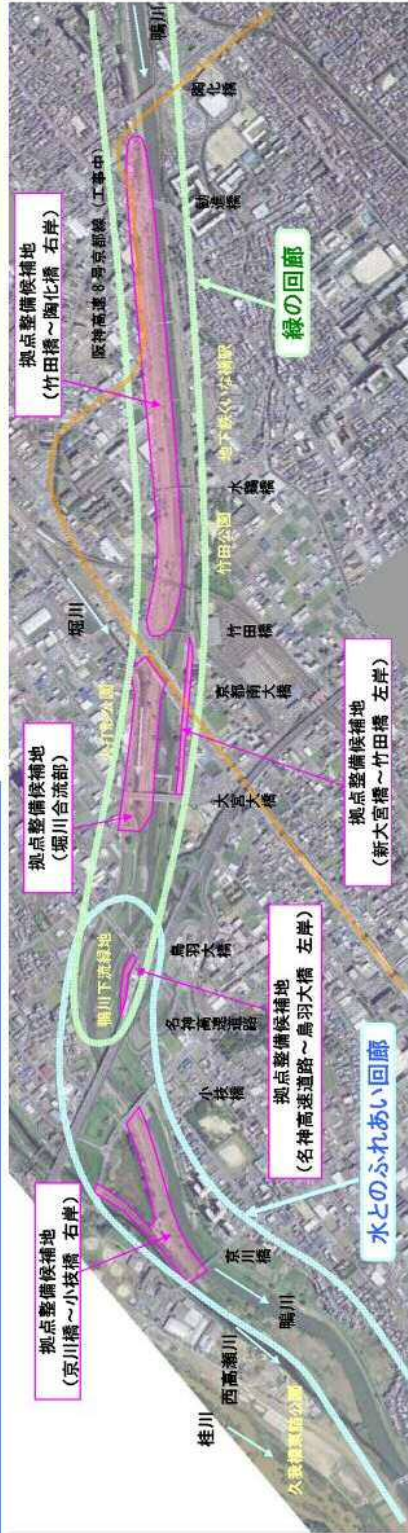 拠点整備候補地
(京川橋～小枝橋 右岸)
拠点整備候補地
(堀川合流部)
拠点整備候補地
(竹田橋～陶化橋 右岸)
阪神高速8号京都線(工事中)
鴨川
陶化橋
勧進橋
緑の回廊
地下鉄くいな橋駅
水鶏橋
竹田公園
竹田橋
堀川
京都南大橋
大宮大橋
拠点整備候補地
(新大宮橋～竹田橋 左岸)
鴨川下流緑地
鳥羽大橋
名神高速道路
拠点整備候補地
(名神高速道路～鳥羽大橋 左岸)
小枝橋
水とのふれあい回廊
京川橋
鴨川
西高瀬川
桂川